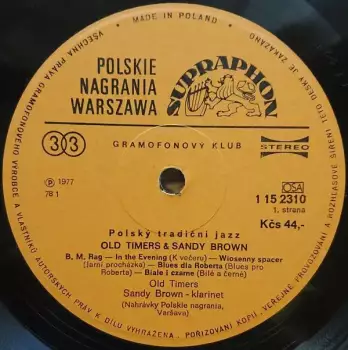 MADE IN POLAND
VŠECHNA PRÁVA GRAMOFONOVÉHO VÝROBCE A VLASTNÍKŮ AUTORSKÝCH PRÁV K DÍLU VYHRAŽENA. POŘIZOVÁNÍ KOPIÍ, VEŘEJNÉ PROVOZOVÁNÍ A ROZHLASOVÉ ŠÍŘENÍ TÉTO DESKY JE ZAKÁZÁNO
POLSKIE
NAGRANIA
WARSZAWA
SUPRAPHON
33
GRAMOFONOVÝ KLUB
STEREO
Ⓟ 1977
78 1
OSA
1 15 2310
1. strana
Kčs 44,-
Polský tradiční jazz
OLD TIMERS & SANDY BROWN
B. M. Rag - In the Evening (K večeru) - Wiosenny spacer
(Jarní procházka) - Blues dla Roberta (Blues pro
Roberta) - Biale i czarne (Bílé a černé)
Old Timers
Sandy Brown - klarinet
(Nahrávky Polskie nagrania,
Varšava)